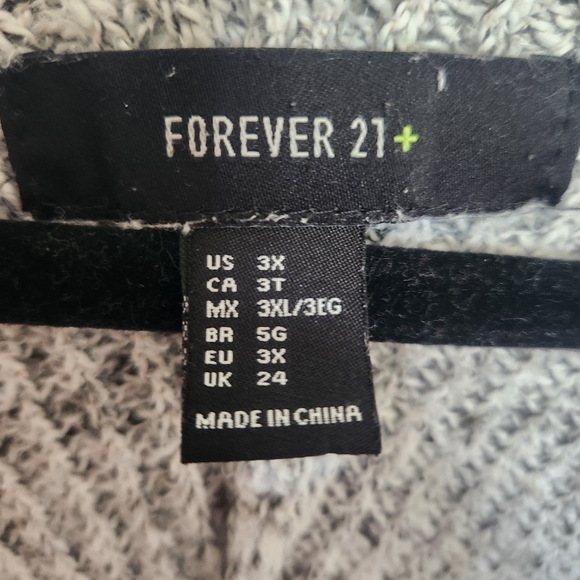 FOREVER 21+
US 3X
CA 3T
MX 3XL/3EG
BR 5G
EU 3X
UK 24
MADE IN CHINA